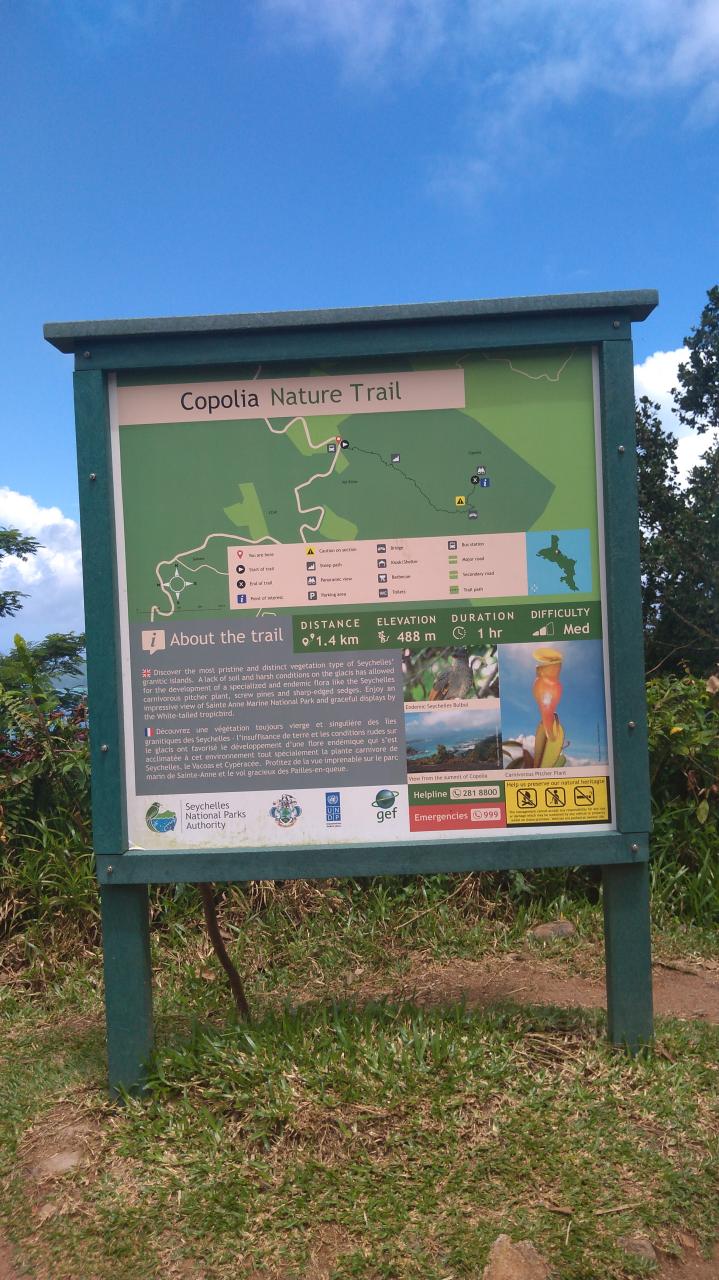 Copolia Nature Trail
Copolia
You are here
Start of trail
End of trail
Point of interest
Caution on section
Steep path
Panoramic view
Parking area
Bridge
Kiosk/Shelter
Barbecue
Toilets
Bus station
Major road
Secondary road
Trail path
About the trail
DISTANCE
1.4 km
ELEVATION
488 m
DURATION
1 hr
DIFFICULTY
Med
Discover the most pristine and distinct vegetation type of Seychelles'
granitic islands. A lack of soil and harsh conditions on the glacis has allowed
for the development of a specialized and endemic flora like the Seychelles
carnivorous pitcher plant, screw pines and sharp-edged sedges. Enjoy an
impressive view of Sainte Anne Marine National Park and graceful displays by
the White-tailed tropicbird.
Découvrez une végétation toujours vierge et singulière des îles
granitiques des Seychelles - l'insuffisance de terre et les conditions rudes sur
le glacis ont favorisé le développement d'une flore endémique qui s'est
acclimatée à cet environnement tout spécialement la plante carnivore de
Seychelles, le Vacoas et Cyperacée. Profitez de la vue imprenable sur le parc
marin de Sainte-Anne et le vol gracieux des Pailles-en-queue.
Endemic Seychelles Bulbul
View from the summit of Copolia
Carnivorous Pitcher Plant
Seychelles
National Parks
Authority
U N
D P
gef
Helpline 281 8800
Emergencies 999
Help us preserve our natural heritage